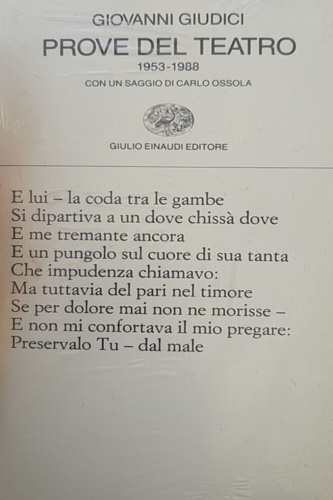 GIOVANNI GIUDICI
PROVE DEL TEATRO
1953-1988
CON UN SAGGIO DI CARLO OSSOLA
GIULIO EINAUDI EDITORE
E lui – la coda tra le gambe
Si dipartiva a un dove chissà dove
E me tremante ancora
E un pungolo sul cuore di sua tanta
Che impudenza chiamavo:
Ma tuttavia del pari nel timore
Se per dolore mai non ne morisse –
E non mi confortava il mio pregare:
Preservalo Tu – dal male